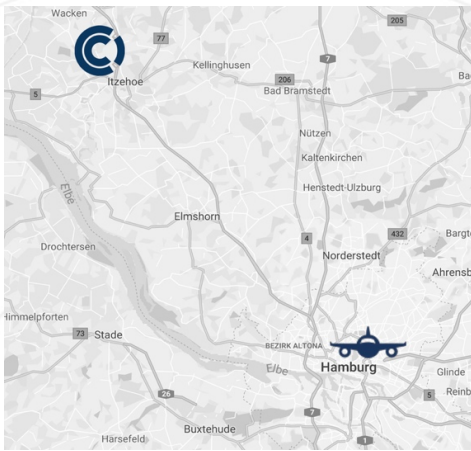 Wacken
205
77
7
Kellinghusen
206
Itzehoe
5
Bad Bramstedt
Ba
Nützen
Kaltenkirchen
Elbe
Henstedt-Ulzburg
Elmshorn
4
432
Bargt
Drochtersen
Norderstedt
Ahrensb
Himmelpforten
73
Stade
BEZIRK ALTONA
Elbe
Hamburg
Glinde
26
5
Reinb
7
Buxtehude
1
Harsefeld